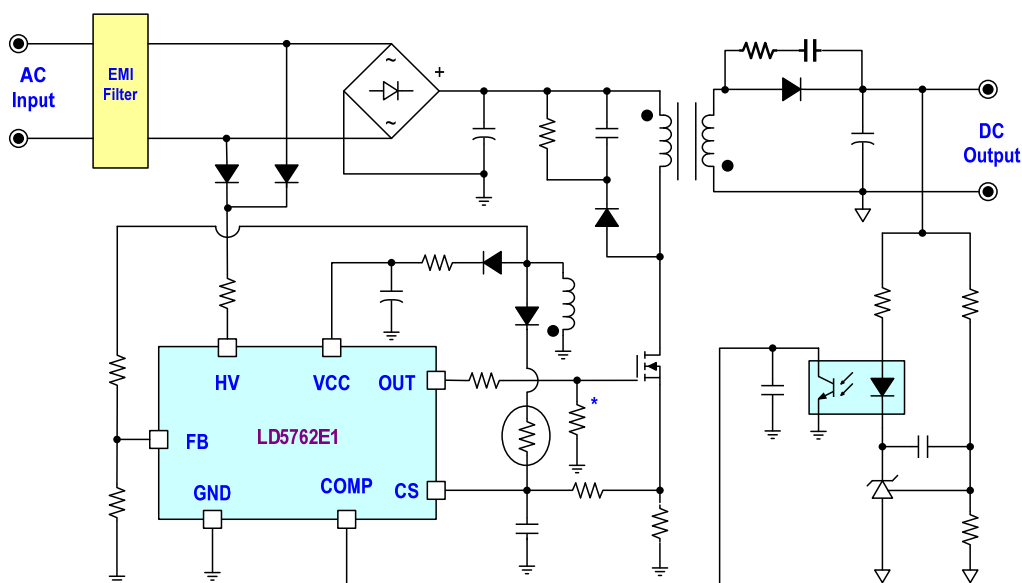 AC
Input
EMI
Filter
~
+
~
DC
Output
HV
VCC
OUT
*
FB
LD5762E1
GND
COMP
CS